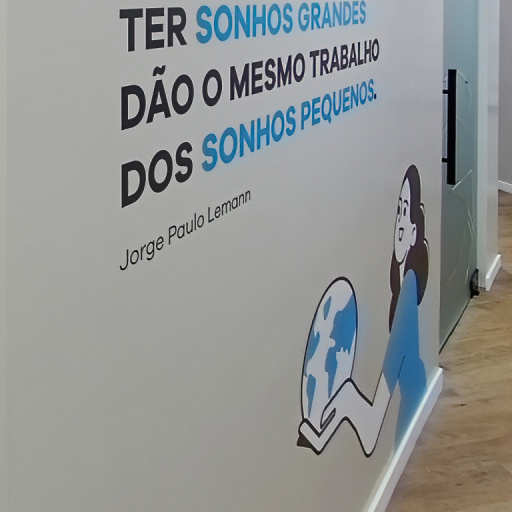 TER SONHOS GRANDES
DÃO O MESMO TRABALHO
DOS SONHOS PEQUENOS.
Jorge Paulo Lemann